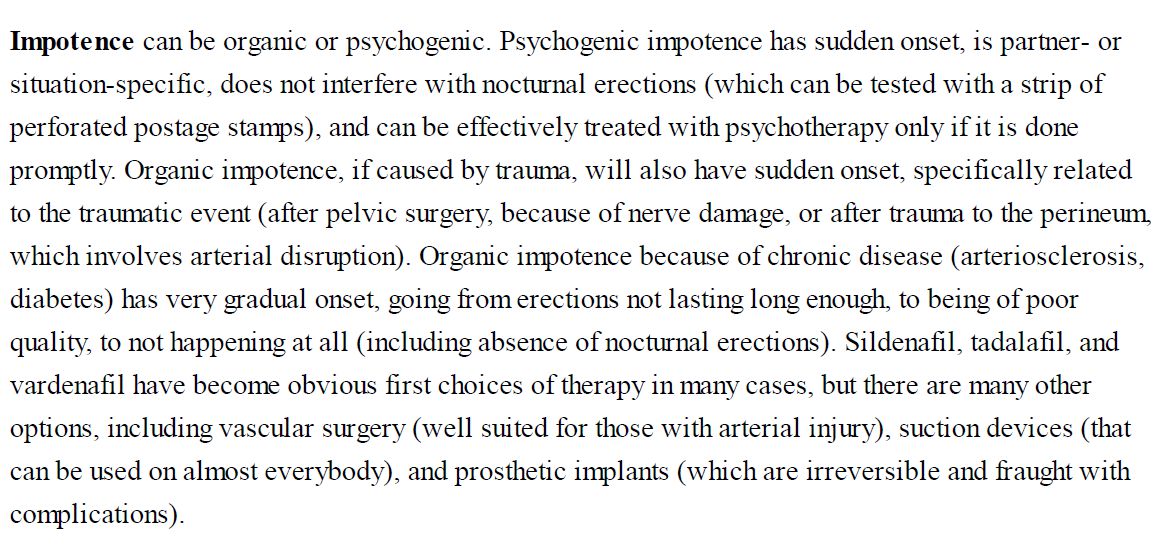 Impotence can be organic or psychogenic. Psychogenic impotence has sudden onset, is partner- or
situation-specific, does not interfere with nocturnal erections (which can be tested with a strip of
perforated postage stamps), and can be effectively treated with psychotherapy only if it is done
promptly. Organic impotence, if caused by trauma, will also have sudden onset, specifically related
to the traumatic event (after pelvic surgery, because of nerve damage, or after trauma to the perineum,
which involves arterial disruption). Organic impotence because of chronic disease (arteriosclerosis,
diabetes) has very gradual onset, going from erections not lasting long enough, to being of poor
quality, to not happening at all (including absence of nocturnal erections). Sildenafil, tadalafil, and
vardenafil have become obvious first choices of therapy in many cases, but there are many other
options, including vascular surgery (well suited for those with arterial injury), suction devices (that
can be used on almost everybody), and prosthetic implants (which are irreversible and fraught with
complications).